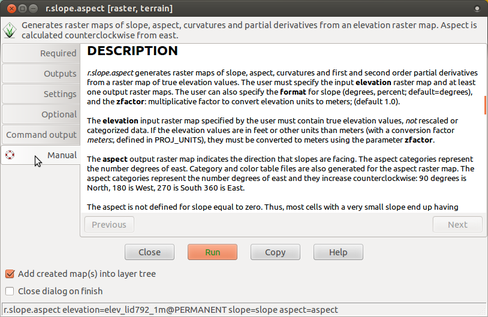 r.slope.aspect [raster, terrain]
Generates raster maps of slope, aspect, curvatures and partial derivatives from an elevation raster map. Aspect is
calculated counterclockwise from east.
Required
Outputs
Settings
Optional
Command output
Manual
DESCRIPTION
r.slope.aspect generates raster maps of slope, aspect, curvatures and first and second order partial derivatives
from a raster map of true elevation values. The user must specify the input elevation raster map and at least
one output raster maps. The user can also specify the format for slope (degrees, percent; default=degrees),
and the zfactor: multiplicative factor to convert elevation units to meters; (default 1.0).
The elevation input raster map specified by the user must contain true elevation values, not rescaled or
categorized data. If the elevation values are in feet or other units than meters (with a conversion factor
meters:, defined in PROJ_UNITS), they must be converted to meters using the parameter zfactor.
The aspect output raster map indicates the direction that slopes are facing. The aspect categories represent
the number degrees of east. Category and color table files are also generated for the aspect raster map. The
aspect categories represent the number degrees of east and they increase counterclockwise: 90 degrees is
North, 180 is West, 270 is South 360 is East.
The aspect is not defined for slope equal to zero. Thus, most cells with a very small slope end up having
Previous
Next
Close
Run
Copy
Help
Add created map(s) into layer tree
Close dialog on finish
r.slope.aspect elevation=elev_lid792_1m@PERMANENT slope=slope aspect=aspect